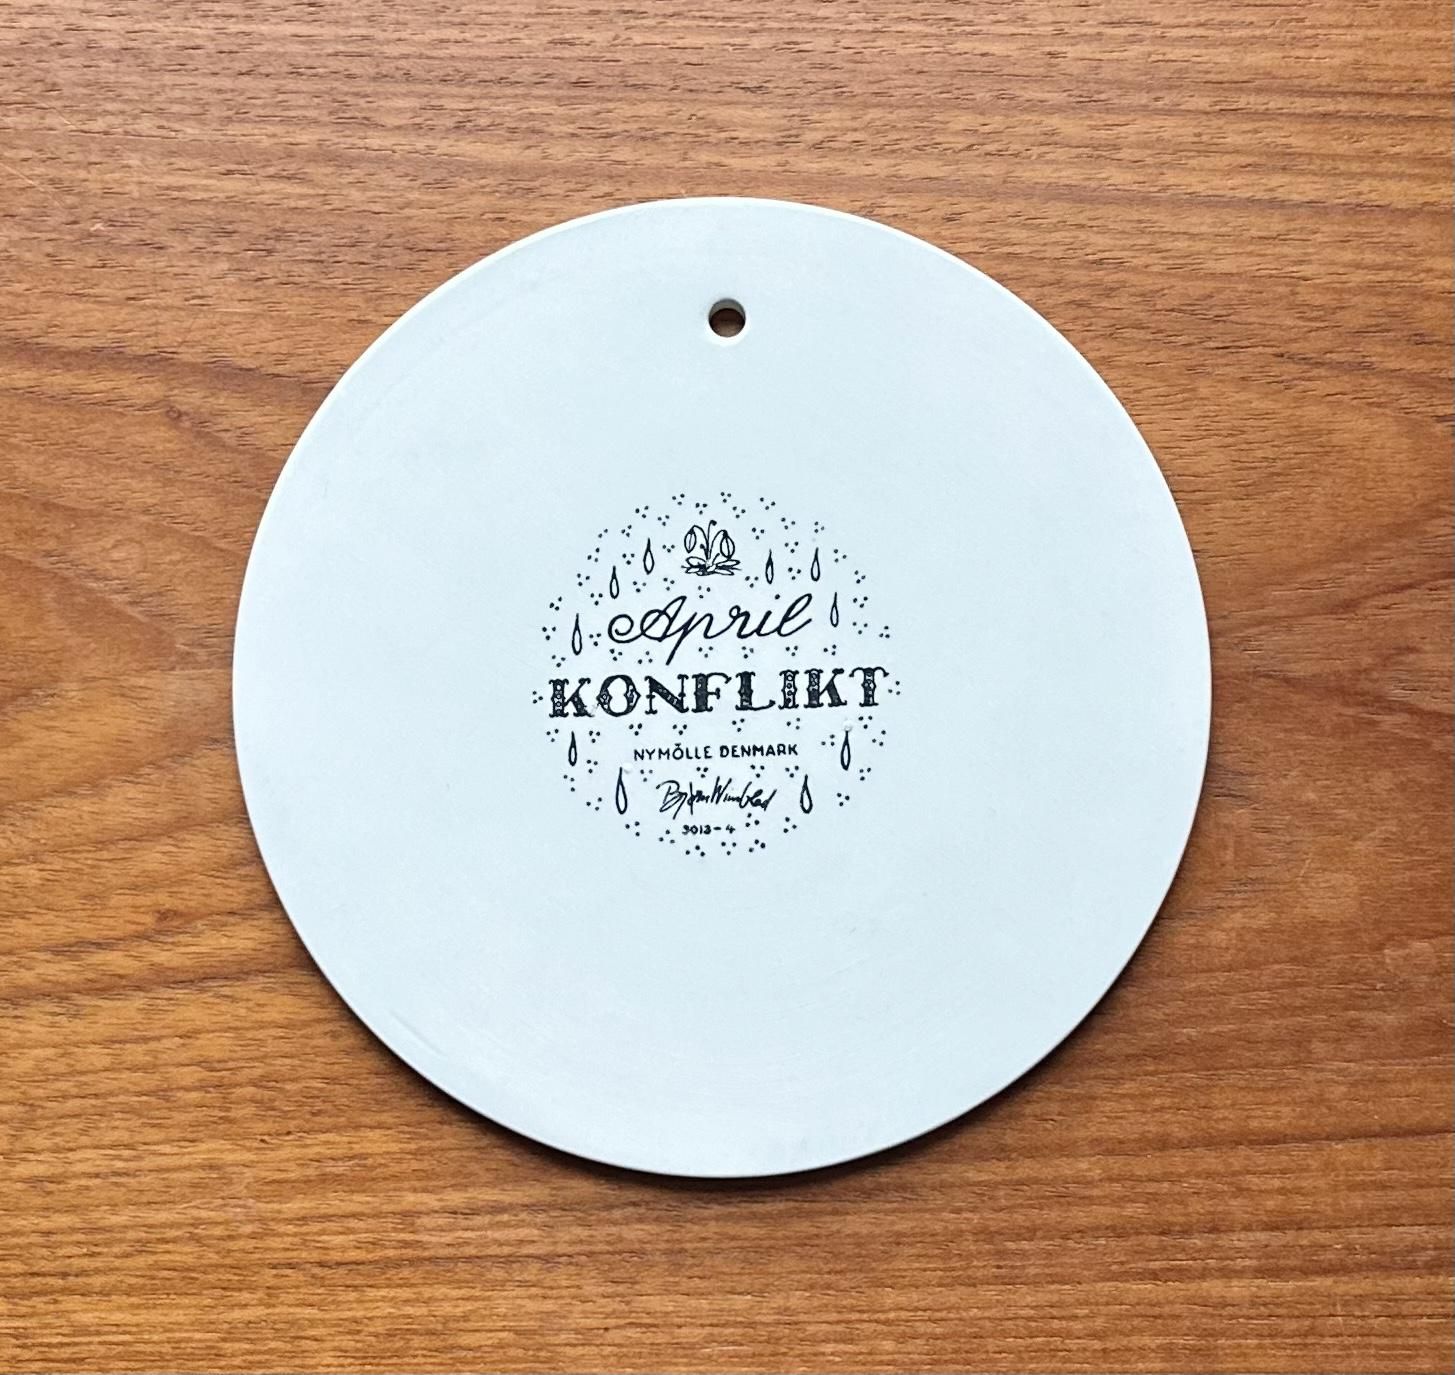 April
KONFLIKT
NYMÖLLE DENMARK
Bjørn Wiinblad
3013-4